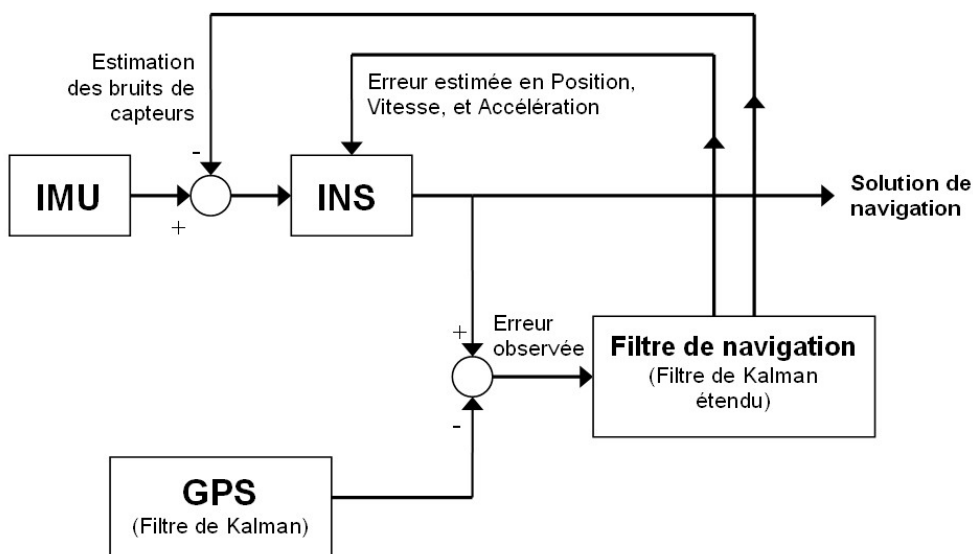 Estimation
des bruits de
capteurs
Erreur estimée en Position,
Vitesse, et Accélération
-
IMU
+
INS
Solution de
navigation
+
Erreur
observée
Filtre de navigation
(Filtre de Kalman
étendu)
-
GPS
(Filtre de Kalman)